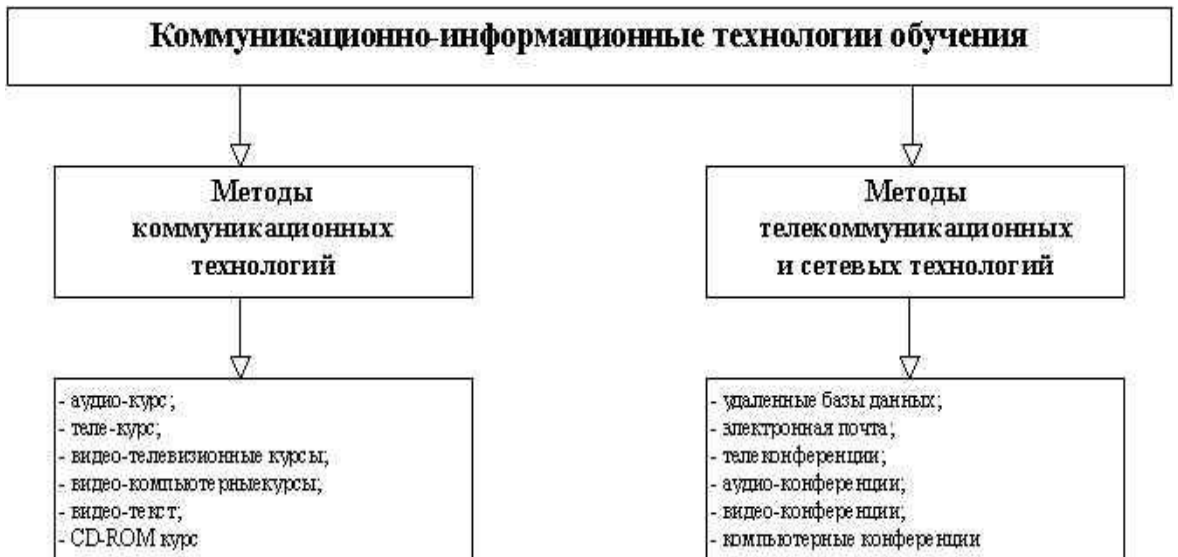 Коммуникационно-информационные технологии обучения
Методы
коммуникационных
технологий
Методы
телекоммуникационных
и сетевых технологий
- аудио-курс;
- теле-курс;
- видео-телевизионные курсы;
- видео-компьютерныекурсы;
- видео-текст;
- CD-ROM курс
- удаленные базы данных;
- электронная почта;
- телеконференции;
- аудио-конференции;
- видео-конференции;
- компьютерные конференции